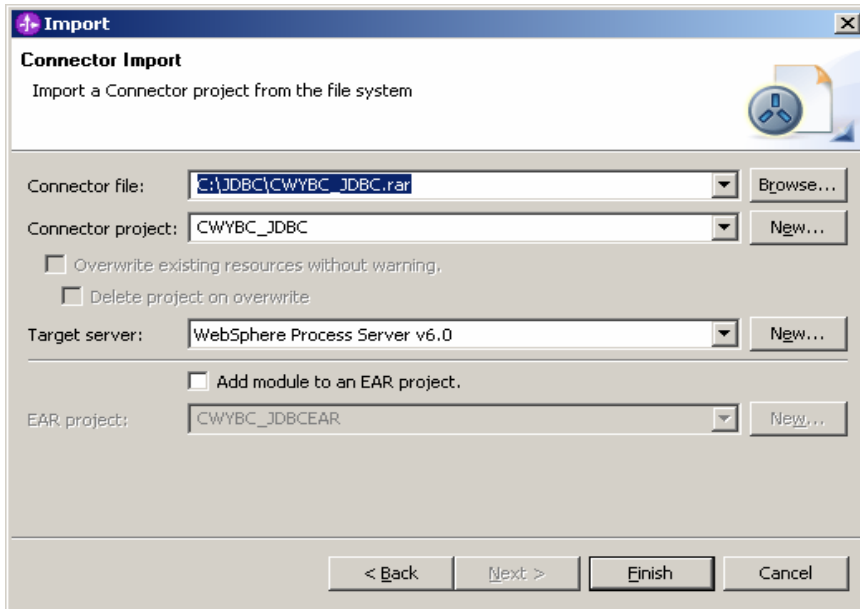 Import
Connector Import
Import a Connector project from the file system
Connector file: C:\JDBC\CWYBC_JDBC.rar Browse...
Connector project: CWYBC_JDBC New...
Overwrite existing resources without warning.
Delete project on overwrite
Target server: WebSphere Process Server v6.0 New...
Add module to an EAR project.
EAR project: CWYBC_JDBCEAR New...
< Back Next > Finish Cancel